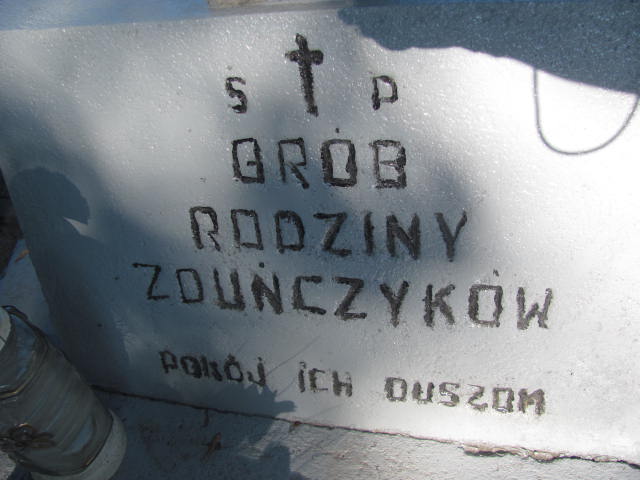 Ś P
GRÓB
RODZINY
ZDUŃCZYKÓW
POKÓJ ICH DUSZOM